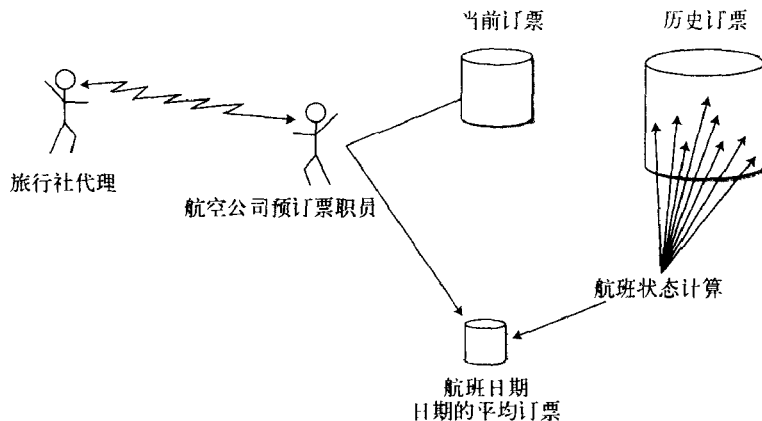 当前订票
历史订票
旅行社代理
航空公司预订票职员
航班状态计算
航班日期
日期的平均订票